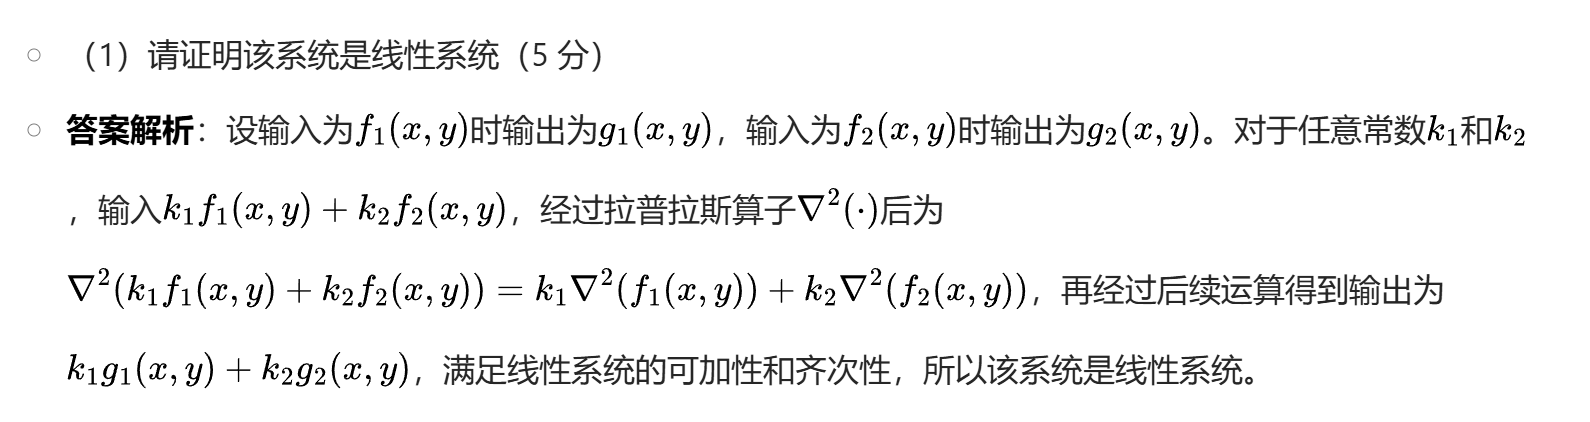 （1）请证明该系统是线性系统（5 分）
答案解析：设输入为$f_1(x,y)$时输出为$g_1(x,y)$，输入为$f_2(x,y)$时输出为$g_2(x,y)$。对于任意常数$k_1$和$k_2$
，输入$k_1f_1(x,y)+k_2f_2(x,y)$，经过拉普拉斯算子$\nabla^2(\cdot)$后为
$\nabla^2(k_1f_1(x,y)+k_2f_2(x,y))=k_1\nabla^2(f_1(x,y))+k_2\nabla^2(f_2(x,y))$，再经过后续运算得到输出为
$k_1g_1(x,y)+k_2g_2(x,y)$，满足线性系统的可加性和齐次性，所以该系统是线性系统。